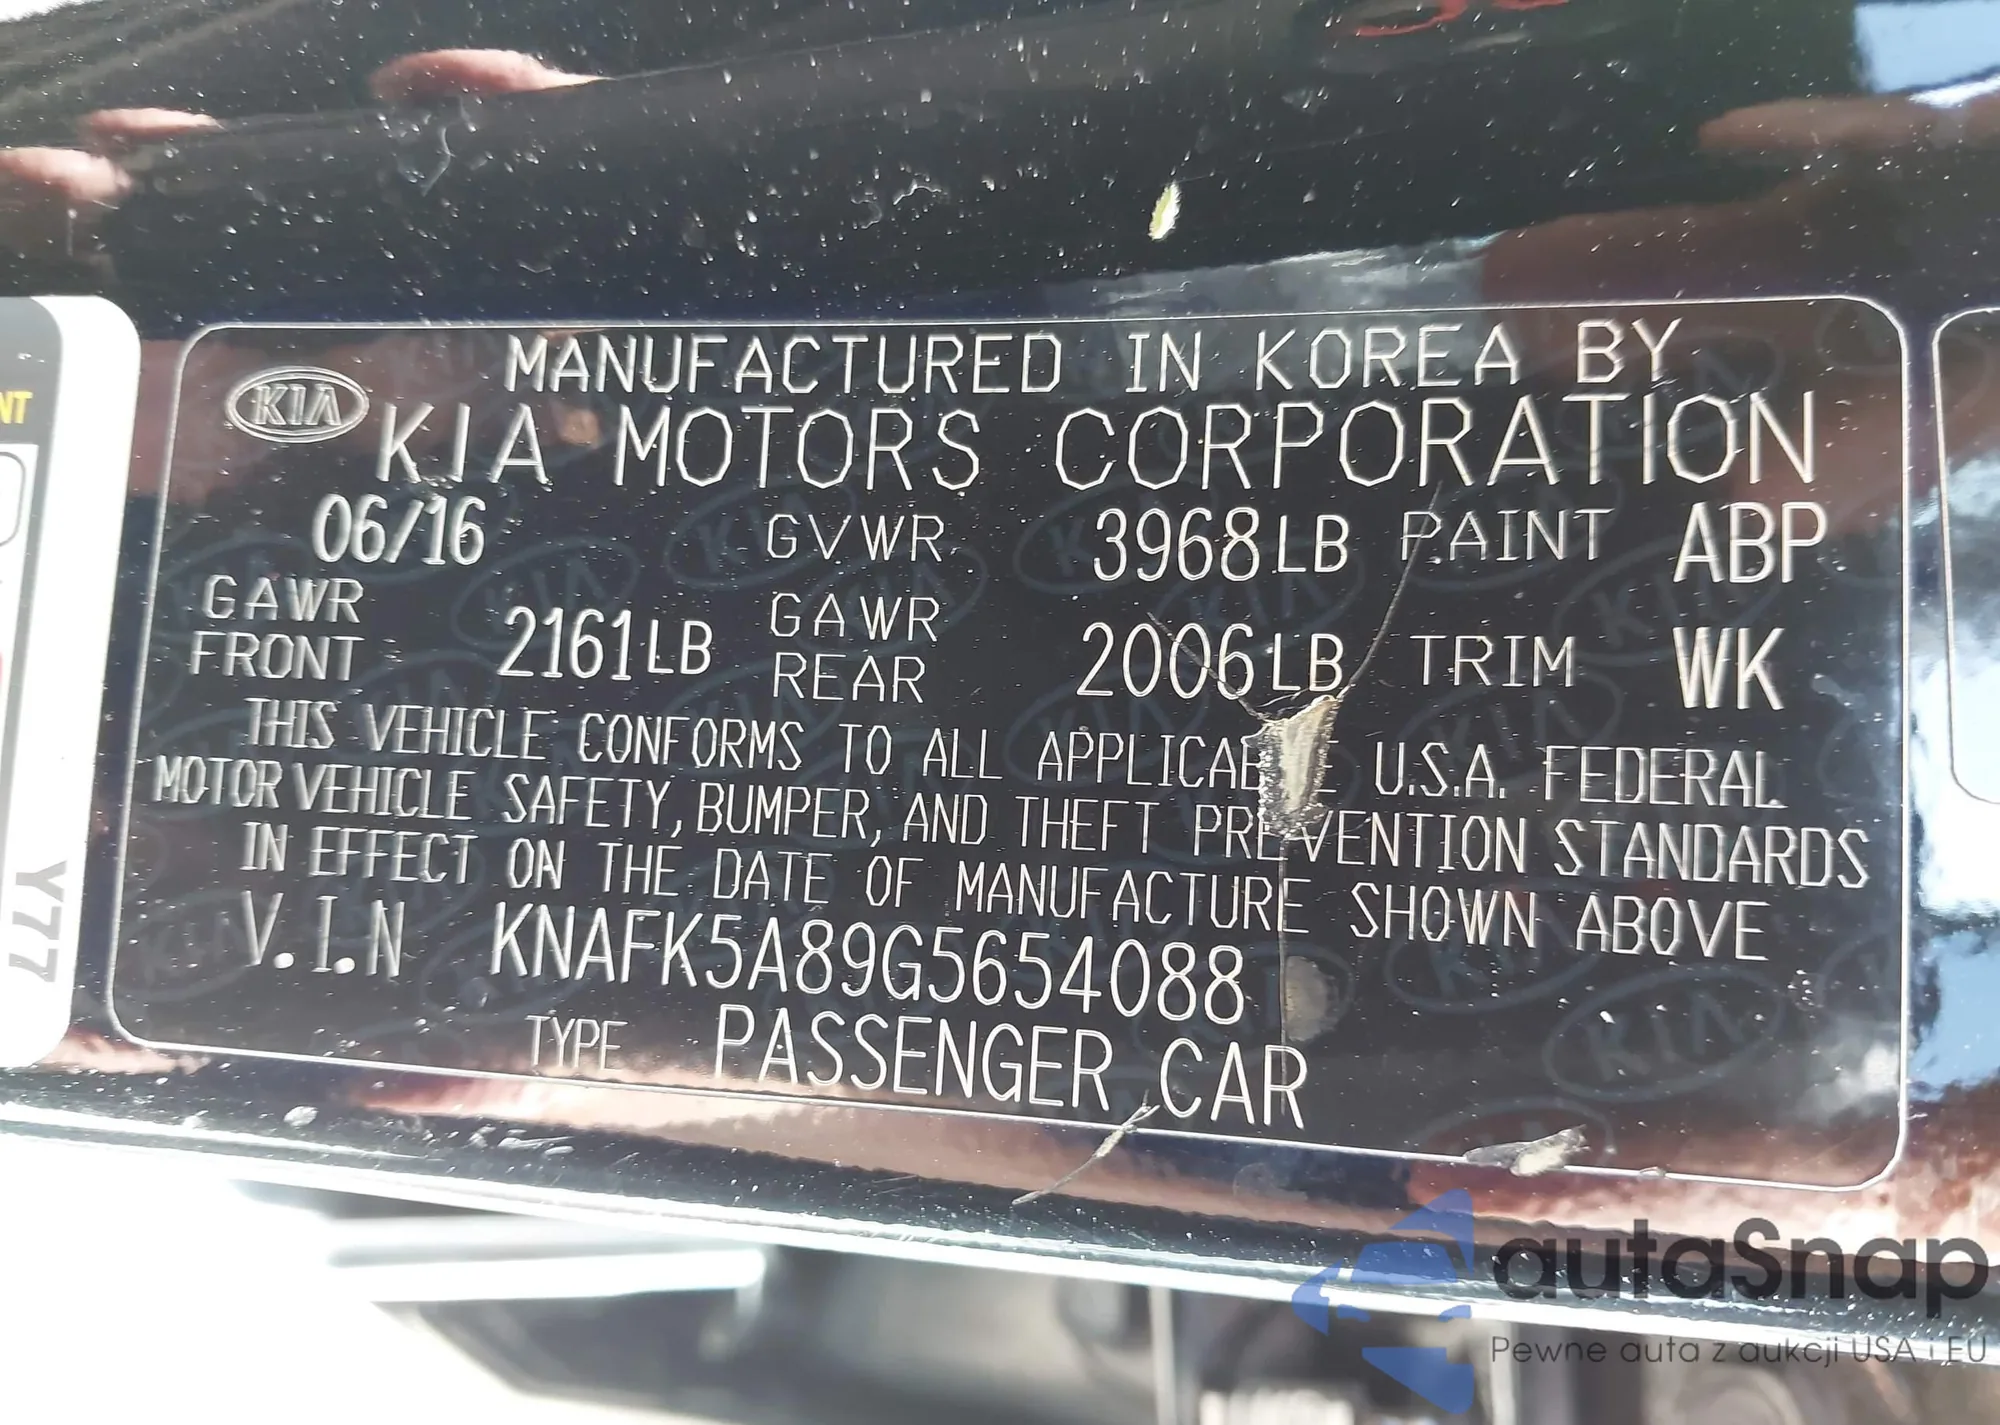 MANUFACTURED IN KOREA BY
KIA KIA MOTORS CORPORATION
06/16 GVWR 3968LB PAINT ABP
GAWR FRONT 2161LB GAWR REAR 2006LB TRIM WK
THIS VEHICLE CONFORMS TO ALL APPLICABLE U.S.A. FEDERAL
MOTOR VEHICLE SAFETY, BUMPER, AND THEFT PREVENTION STANDARDS
IN EFFECT ON THE DATE OF MANUFACTURE SHOWN ABOVE
V.I.N KNAFK5A89G5654088
TYPE PASSENGER CAR
NT
Y77
autaSnap
Pewne auta z aukcji USA i EU